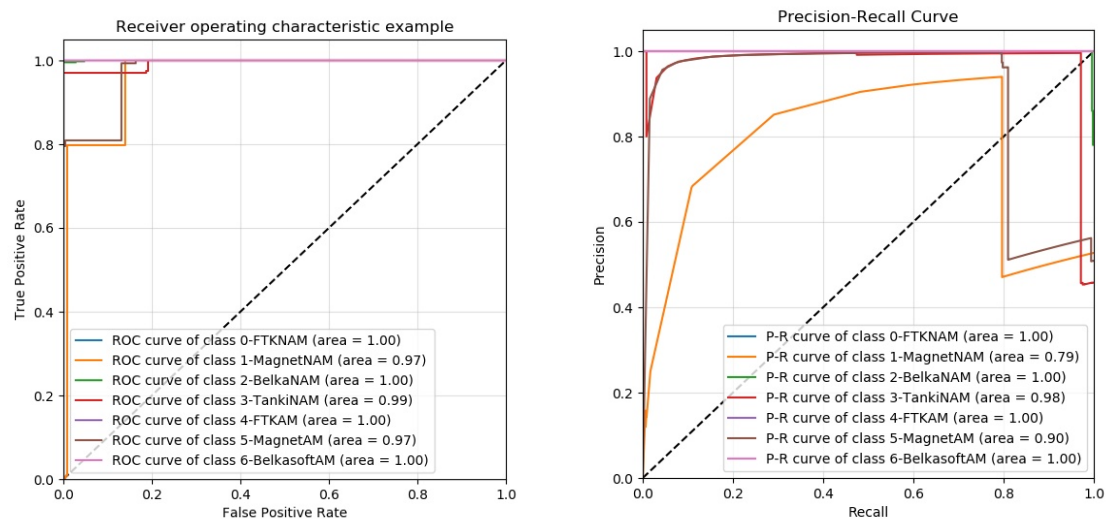 Receiver operating characteristic example
1.0
0.8
0.6
0.4
0.2
0.0
True Positive Rate
ROC curve of class 0-FTKNAM (area = 1.00)
ROC curve of class 1-MagnetNAM (area = 0.97)
ROC curve of class 2-BelkaNAM (area = 1.00)
ROC curve of class 3-TankiNAM (area = 0.99)
ROC curve of class 4-FTKAM (area = 1.00)
ROC curve of class 5-MagnetAM (area = 0.97)
ROC curve of class 6-BelkasoftAM (area = 1.00)
0.0 0.2 0.4 0.6 0.8 1.0
False Positive Rate
Precision-Recall Curve
1.0
0.8
0.6
0.4
0.2
0.0
Precision
P-R curve of class 0-FTKNAM (area = 1.00)
P-R curve of class 1-MagnetNAM (area = 0.79)
P-R curve of class 2-BelkaNAM (area = 1.00)
P-R curve of class 3-TankiNAM (area = 0.98)
P-R curve of class 4-FTKAM (area = 1.00)
P-R curve of class 5-MagnetAM (area = 0.90)
P-R curve of class 6-BelkasoftAM (area = 1.00)
0.0 0.2 0.4 0.6 0.8 1.0
Recall